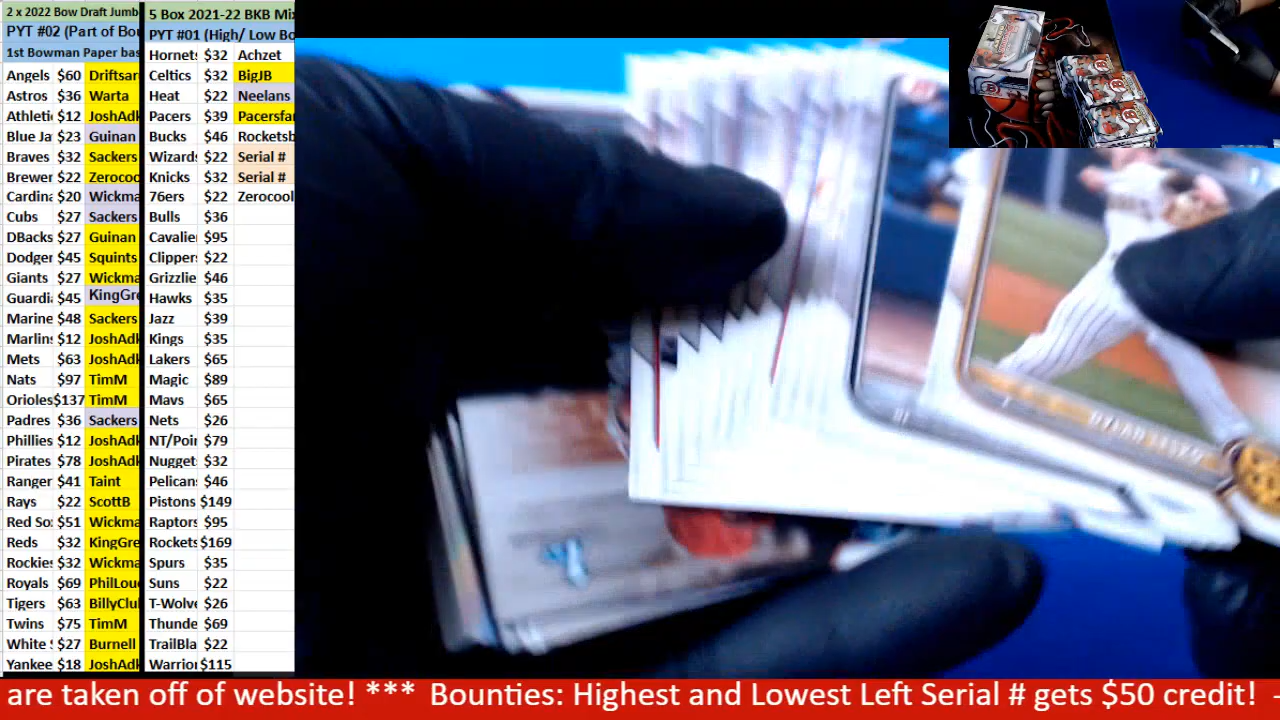 2 x 2022 Bow Draft Jumb
PYT #02 (Part of Bou
1st Bowman Paper bas
Angels $60 Driftsar
Astros $36 Warta
Athleti $12 JoshAdk
Blue Ja $23 Guinan
Braves $32 Sackers
Brewer $22 Zerocoo
Cardina $20 Wickma
Cubs $27 Sackers
DBacks $27 Guinan
Dodger $45 Squints
Giants $27 Wickma
Guardi $45 KingGre
Marine $48 Sackers
Marlins $12 JoshAdk
Mets $63 JoshAdk
Nats $97 TimM
Orioles $137 TimM
Padres $36 Sackers
Phillies $12 JoshAdk
Pirates $78 JoshAdk
Ranger $41 Taint
Rays $22 ScottB
Red So $51 Wickma
Reds $32 KingGre
Rockie $32 Wickma
Royals $69 PhilLou
Tigers $63 BillyClu
Twins $75 TimM
White S $27 Burnell
Yankee $18 JoshAdk
5 Box 2021-22 BKB Mix
PYT #01 (High/ Low Bo
Hornets $32 Achzet
Celtics $32 BigJB
Heat $22 Neelans
Pacers $39 Pacersfa
Bucks $46 Rocketsb
Wizards $22 Serial #
Knicks $32 Serial #
76ers $22 Zerocool
Bulls $36
Cavalie $95
Clipper $22
Grizzlie $46
Hawks $35
Jazz $39
Kings $35
Lakers $65
Magic $89
Mavs $65
Nets $26
NT/Poin $79
Nugget $32
Pelican $46
Pistons $149
Raptors $95
Rockets $169
Spurs $35
Suns $22
T-Wolve $26
Thunde $69
TrailBla $22
Warrior $115
are taken off of website! *** Bounties: Highest and Lowest Left Serial # gets $50 credit! -